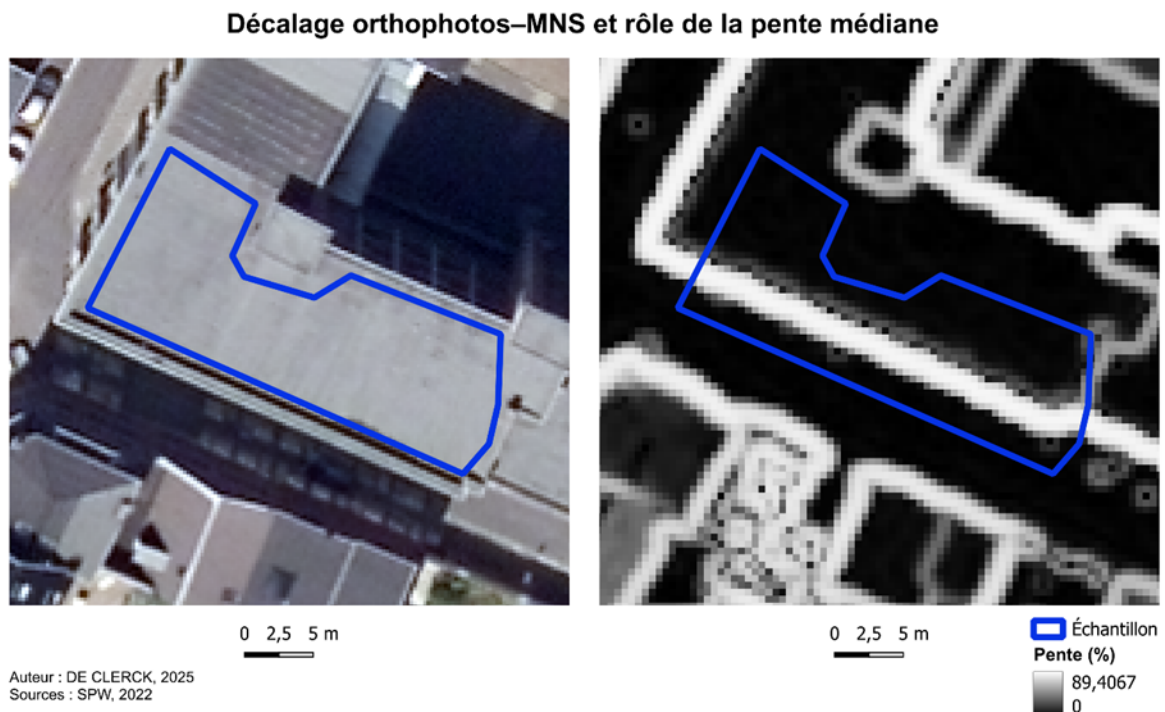 Décalage orthophotos–MNS et rôle de la pente médiane
0 2,5 5 m
0 2,5 5 m
Échantillon
Pente (%)
89,4067
0
Auteur : DE CLERCK, 2025
Sources : SPW, 2022